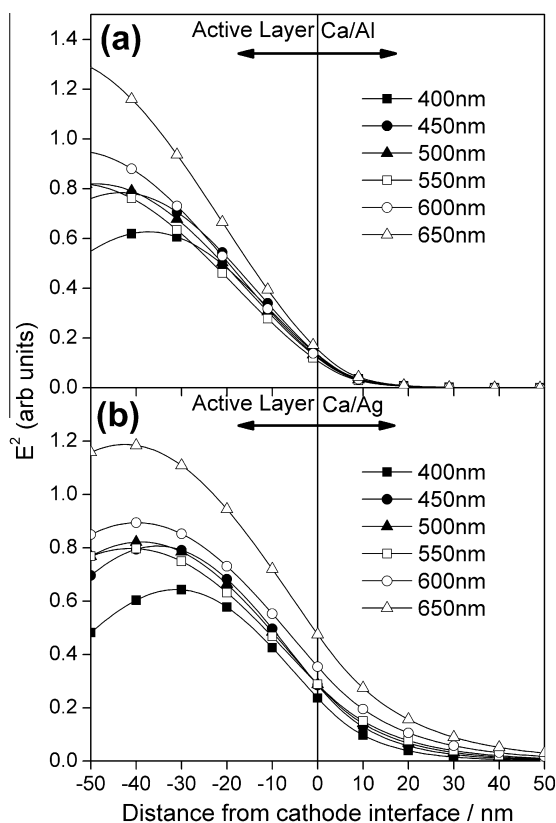 (a)
Active Layer Ca/Al
1.4
1.2
1.0
0.8
0.6
0.4
0.2
0.0
400nm
450nm
500nm
550nm
600nm
650nm
E² (arb units)
(b)
Active Layer Ca/Ag
1.2
1.0
0.8
0.6
0.4
0.2
0.0
400nm
450nm
500nm
550nm
600nm
650nm
-50 -40 -30 -20 -10 0 10 20 30 40 50
Distance from cathode interface / nm